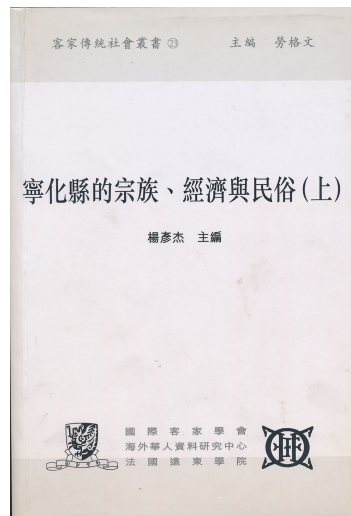 客家傳統社會叢書㉓ 主編 勞格文
寧化縣的宗族、經濟與民俗(上)
楊彥杰 主編
國際客家學會
海外華人資料研究中心
法國遠東學院